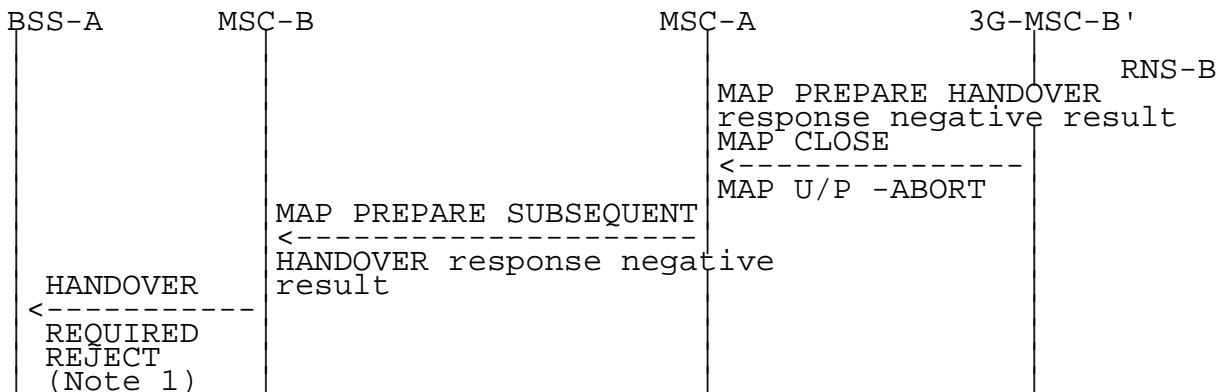 BSS-A MSC-B MSC-A 3G-MSC-B'
RNS-B
MAP PREPARE HANDOVER
response negative result
MAP CLOSE
MAP U/P -ABORT
MAP PREPARE SUBSEQUENT
HANDOVER response negative
result
HANDOVER
REQUIRED
REJECT
(Note 1)